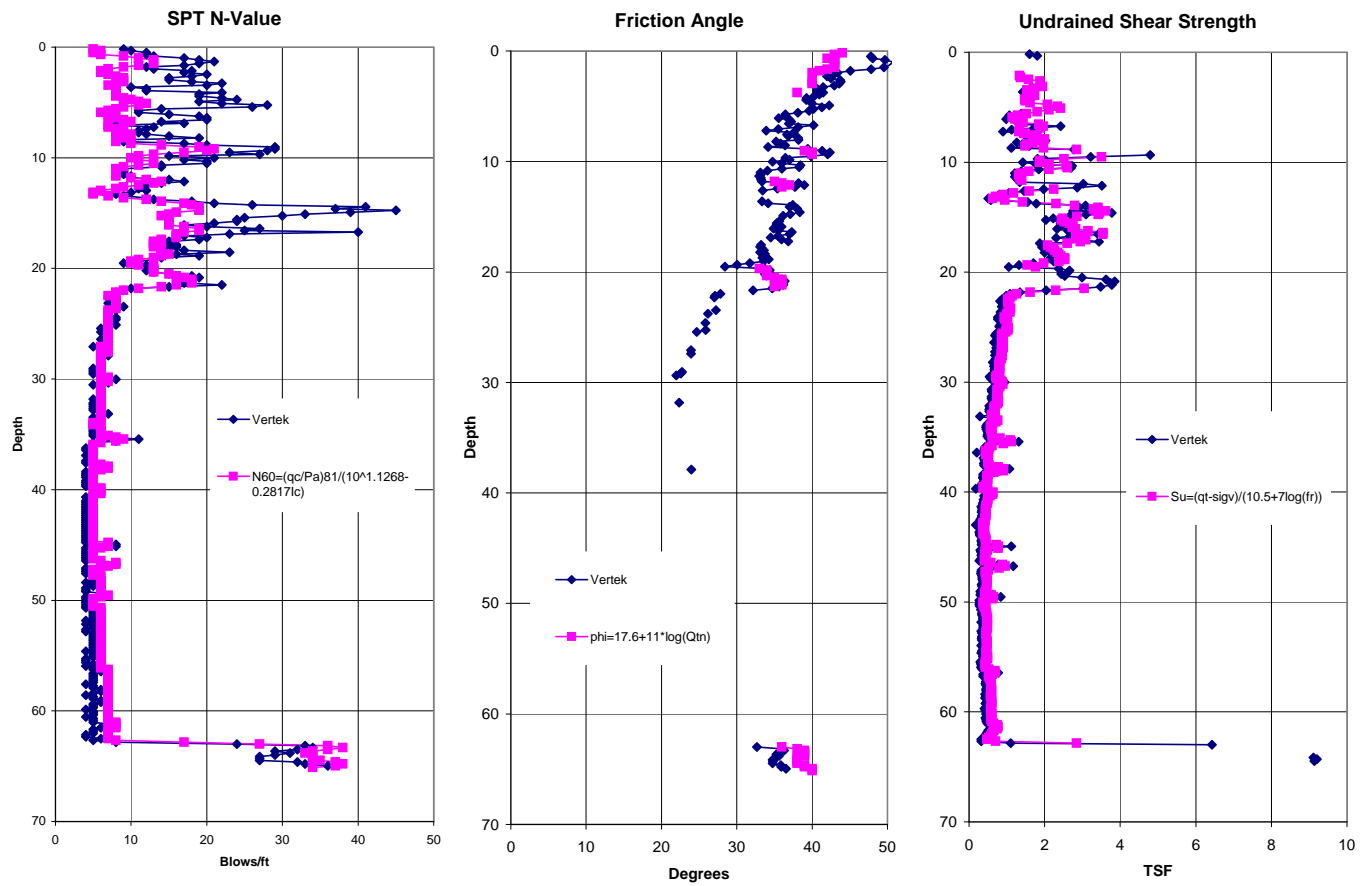 SPT N-Value
0
10
20
30
40
50
60
70
Depth
0
10
20
30
40
50
Blows/ft
Vertek
N60=(qc/Pa)81/(10^1.1268-
0.2817Ic)
Friction Angle
0
10
20
30
40
50
60
70
Depth
0
10
20
30
40
50
Degrees
Vertek
phi=17.6+11*log(Qtn)
Undrained Shear Strength
0
10
20
30
40
50
60
70
Depth
0
2
4
6
8
10
TSF
Vertek
Su=(qt-sigv)/(10.5+7log(fr))